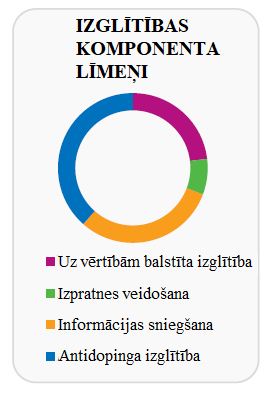 IZGLĪTĪBAS
KOMPONENTA
LĪMEŅI
Uz vērtībām balstīta izglītība
Izpratnes veidošana
Informācijas sniegšana
Antidopinga izglītība